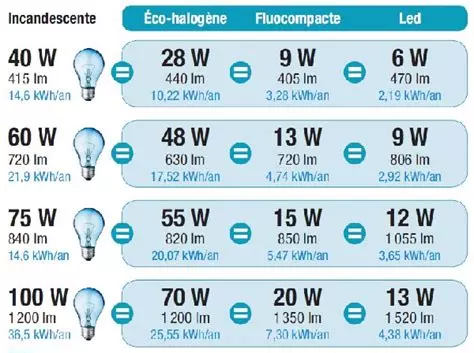 Incandescente Éco-halogène Fluocompacte Led
40 W = 28 W = 9 W = 6 W
415 lm 440 lm 405 lm 470 lm
14,6 kWh/an 10,22 kWh/an 3,28 kWh/an 2,19 kWh/an
60 W = 48 W = 13 W = 9 W
720 lm 630 lm 720 lm 806 lm
21,9 kWh/an 17,52 kWh/an 4,74 kWh/an 2,92 kWh/an
75 W = 55 W = 15 W = 12 W
840 lm 820 lm 850 lm 1 055 lm
14,6 kWh/an 20,07 kWh/an 5,47 kWh/an 3,65 kWh/an
100 W = 70 W = 20 W = 13 W
1 200 lm 1 200 lm 1 350 lm 1 520 lm
36,5 kWh/an 25,55 kWh/an 7,30 kWh/an 4,38 kWh/an